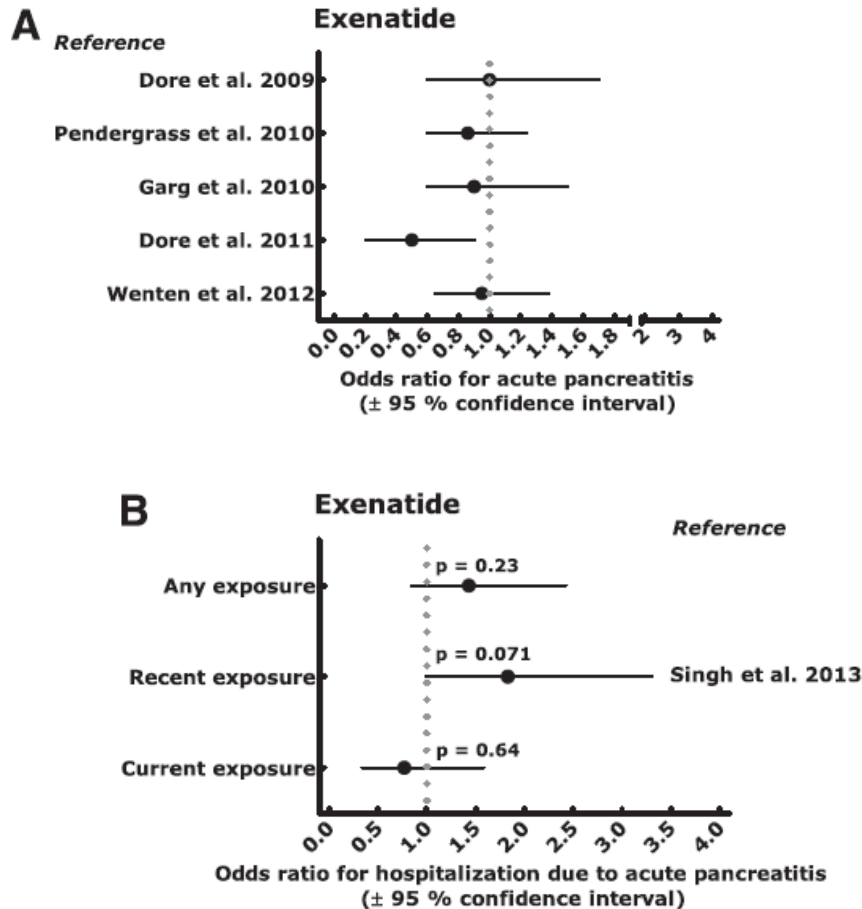 A
Exenatide
Reference
Dore et al. 2009
Pendergrass et al. 2010
Garg et al. 2010
Dore et al. 2011
Wenten et al. 2012
0.0 0.2 0.4 0.6 0.8 1.0 1.2 1.4 1.6 1.8 2 3 4
Odds ratio for acute pancreatitis
(± 95 % confidence interval)
B
Exenatide
Reference
p = 0.23
Any exposure
p = 0.071
Recent exposure
Singh et al. 2013
p = 0.64
Current exposure
0.0 0.5 1.0 1.5 2.0 2.5 3.0 3.5 4.0
Odds ratio for hospitalization due to acute pancreatitis
(± 95 % confidence interval)